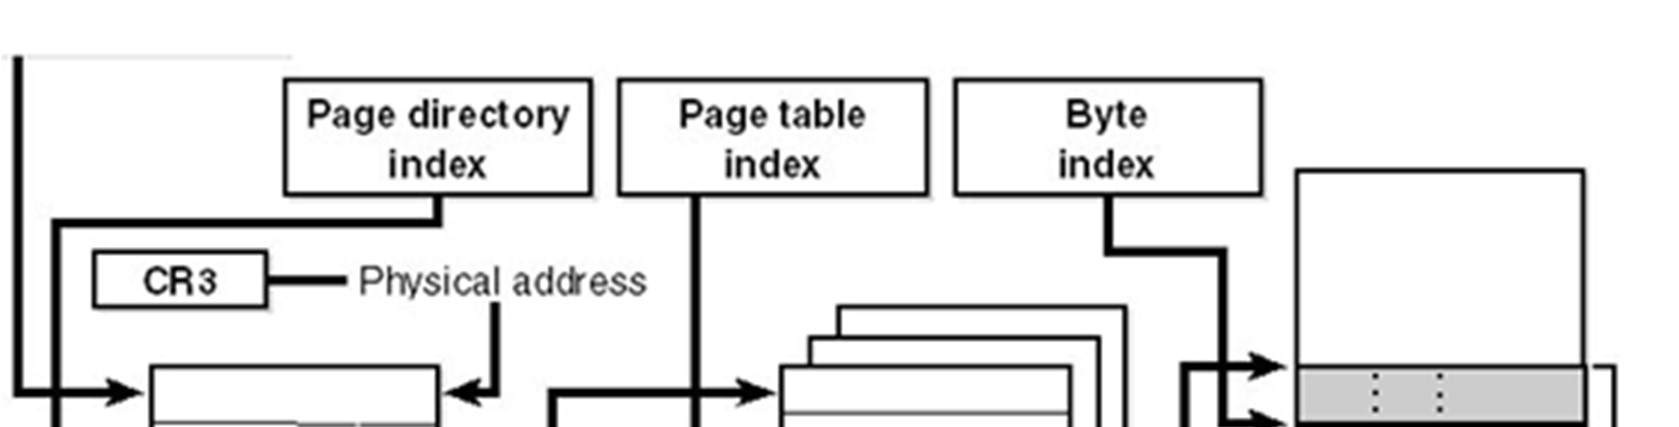 Page directory
index
Page table
index
Byte
index
CR3
Physical address